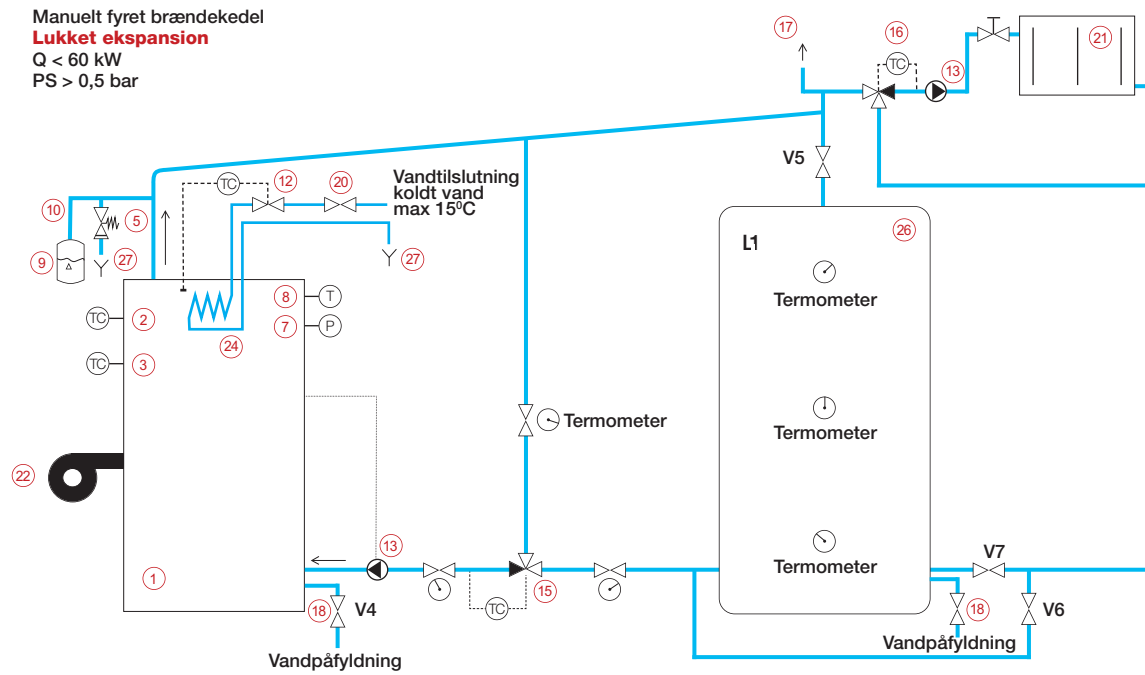 Manuelt fyret brændekedel
Lukket ekspansion
Q < 60 kW
PS > 0,5 bar
17
16
TC
13
21
V5
TC
12
20
Vandtilslutning
koldt vand
max 15⁰C
10
5
9
27
27
L1
26
Termometer
8
T
TC
2
7
P
24
TC
3
Termometer
Termometer
22
Termometer
13
V7
1
15
TC
18
V4
18
V6
Vandpåfyldning
Vandpåfyldning